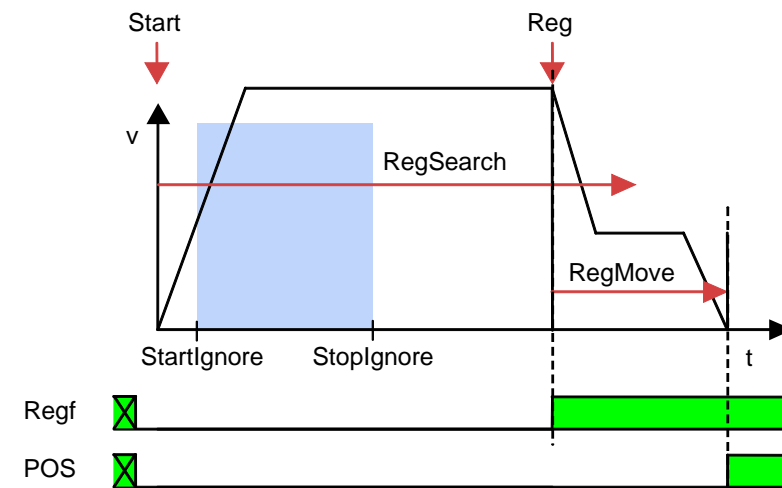 Start
Reg
v
RegSearch
RegMove
StartIgnore
StopIgnore
t
Regf
POS